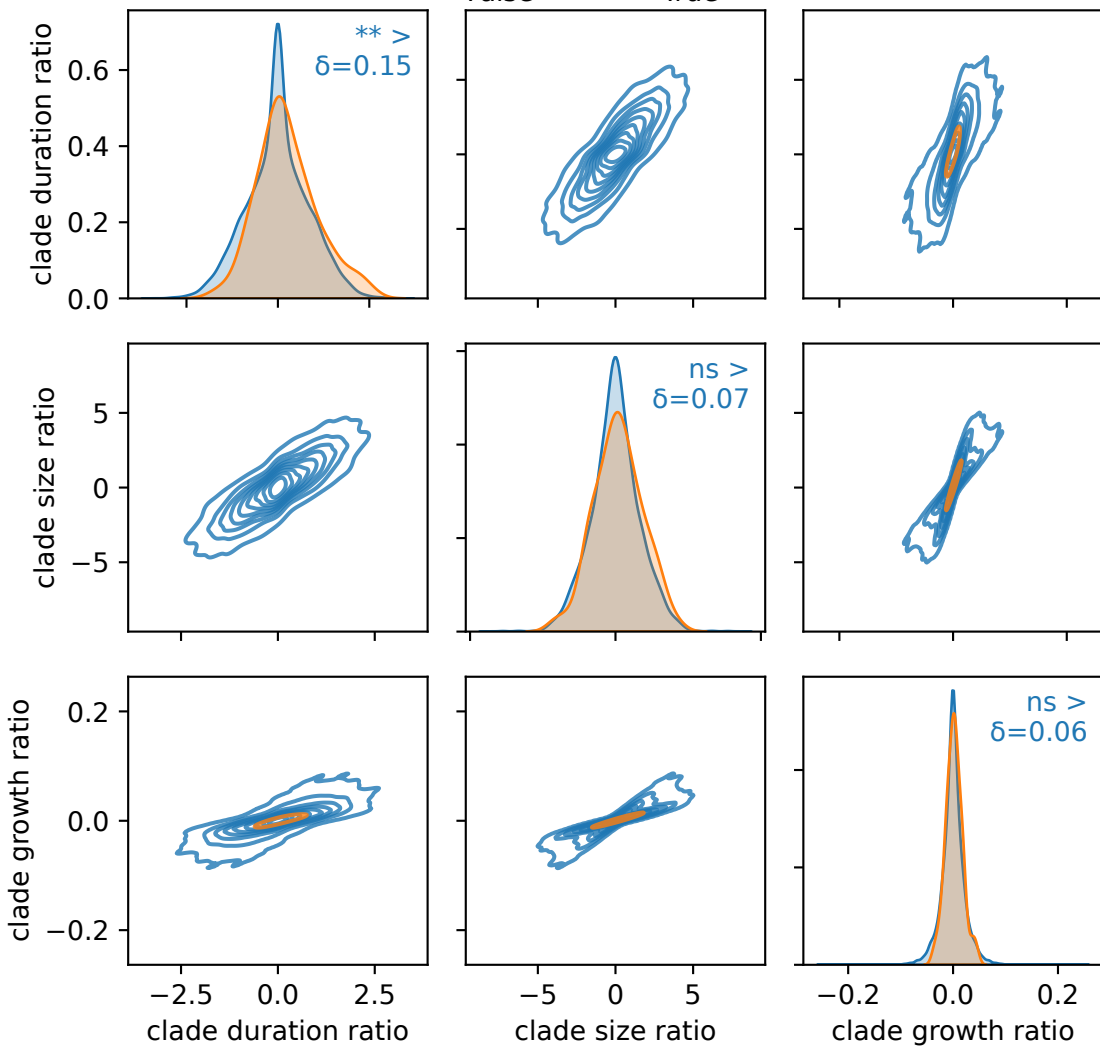 clade duration ratio
0.6
0.4
0.2
0.0
** >
δ=0.15
clade size ratio
5
0
−5
ns >
δ=0.07
clade growth ratio
0.2
0.0
−0.2
ns >
δ=0.06
−2.5 0.0 2.5
−5 0 5
−0.2 0.0 0.2
clade duration ratio
clade size ratio
clade growth ratio